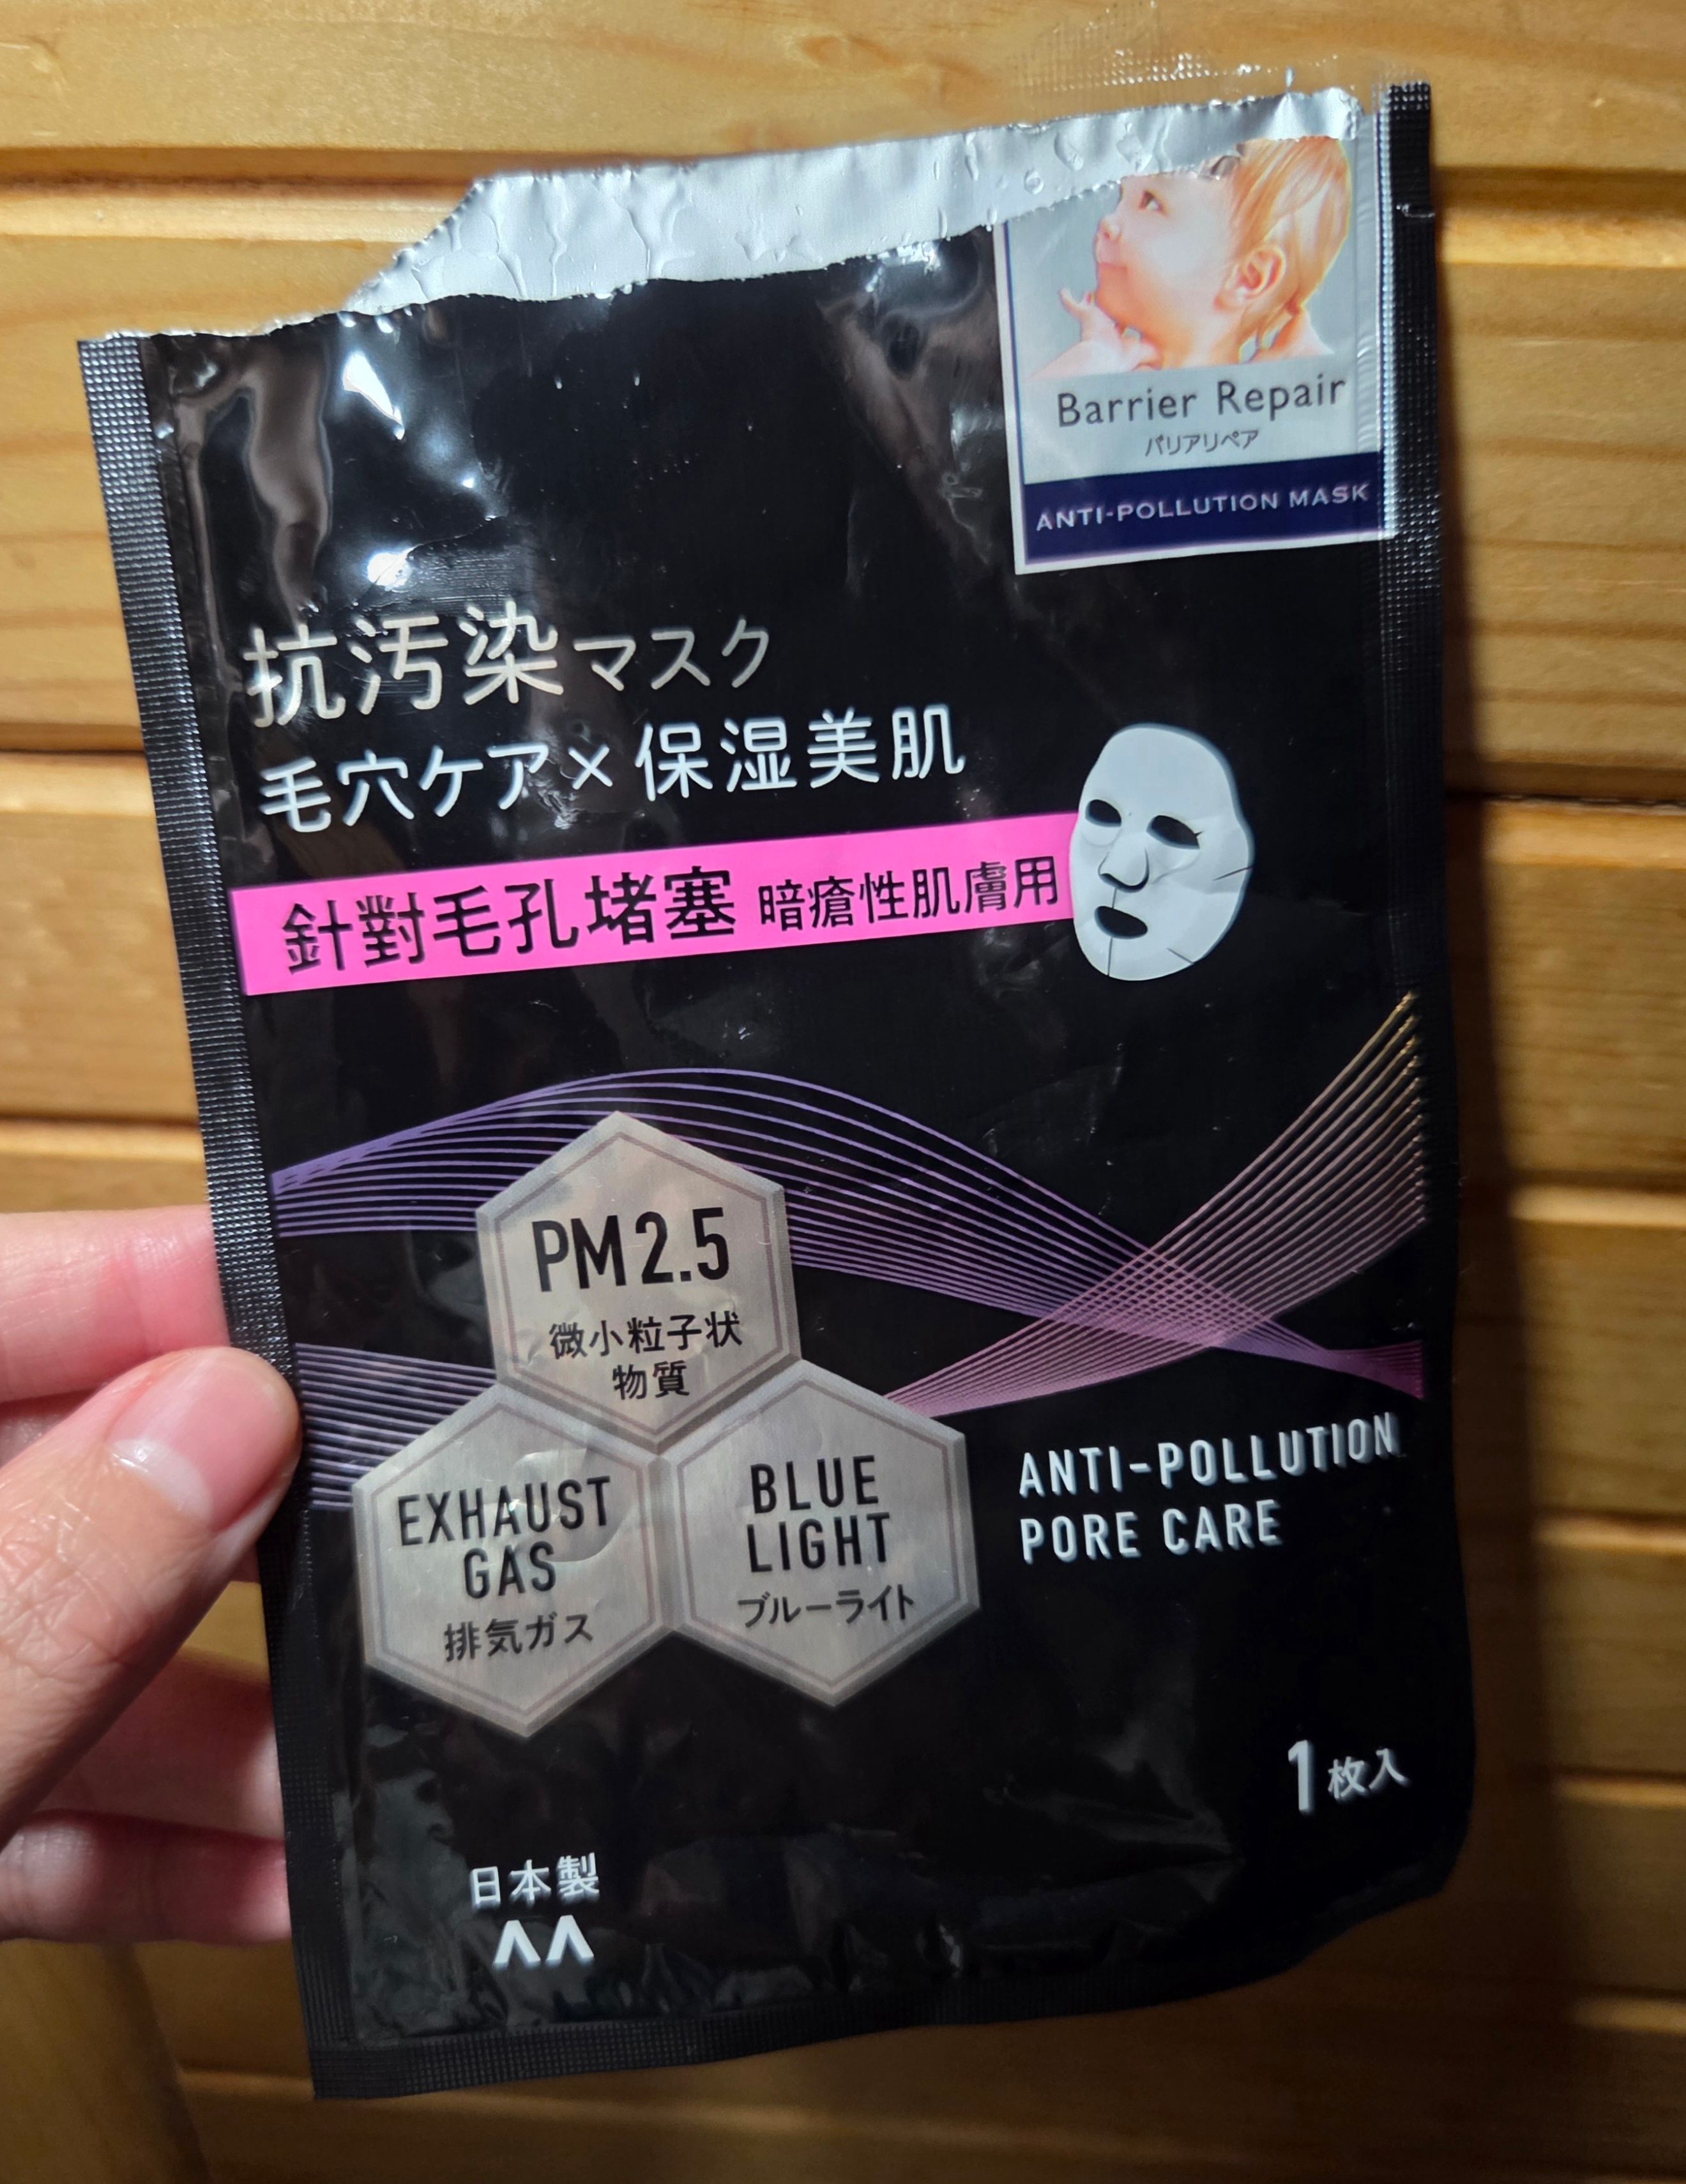 Barrier Repair
バリアリペア
ANTI-POLLUTION MASK
抗汚染マスク
毛穴ケア×保湿美肌
針對毛孔堵塞 暗瘡性肌膚用
PM2.5
微小粒子状
物質
EXHAUST
GAS
排気ガス
BLUE
LIGHT
ブルーライト
ANTI-POLLUTION
PORE CARE
1枚入
日本製